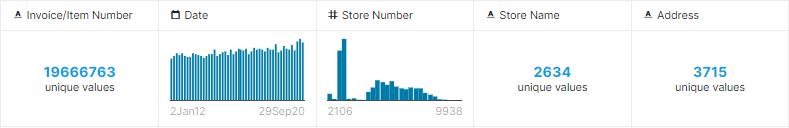 Invoice/Item Number
Date
Store Number
Store Name
Address
19666763
unique values
2Jan12
29Sep20
2106
9938
2634
unique values
3715
unique values